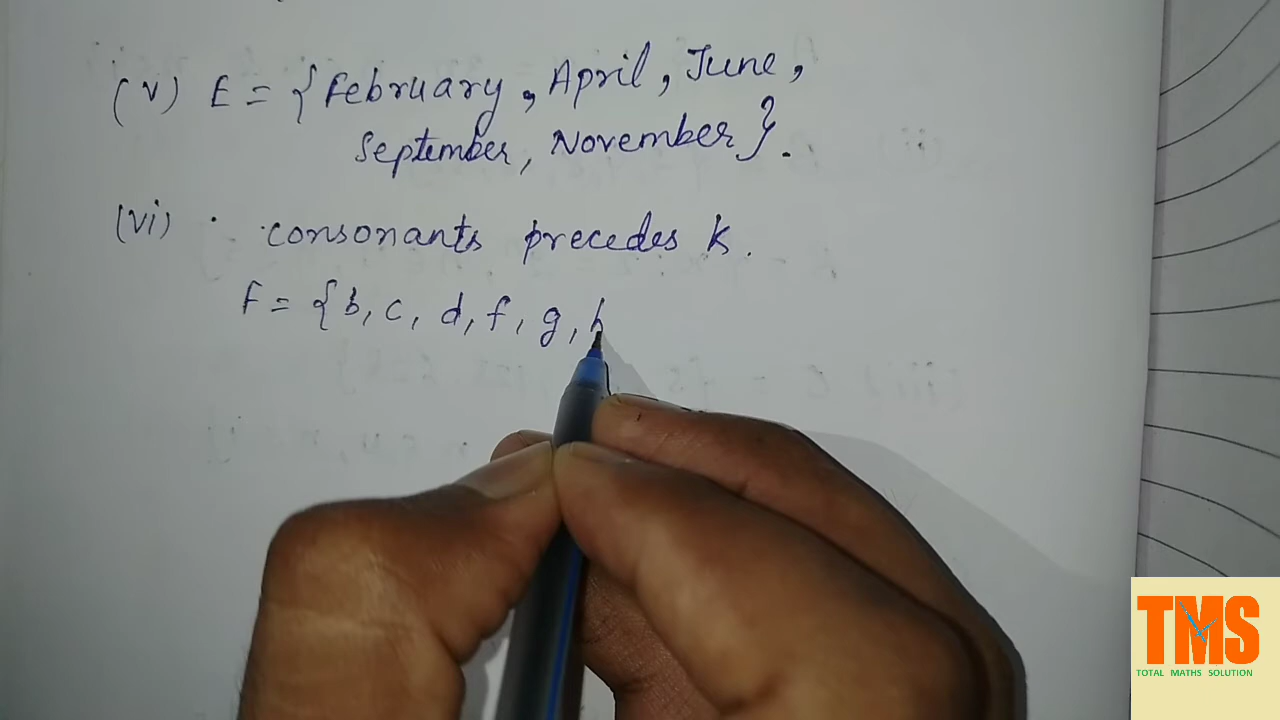 (v) E = {February, April, June,
September, November}.
(vi) consonants precedes k.
F = {b, c, d, f, g, h
TMS
TOTAL MATHS SOLUTION